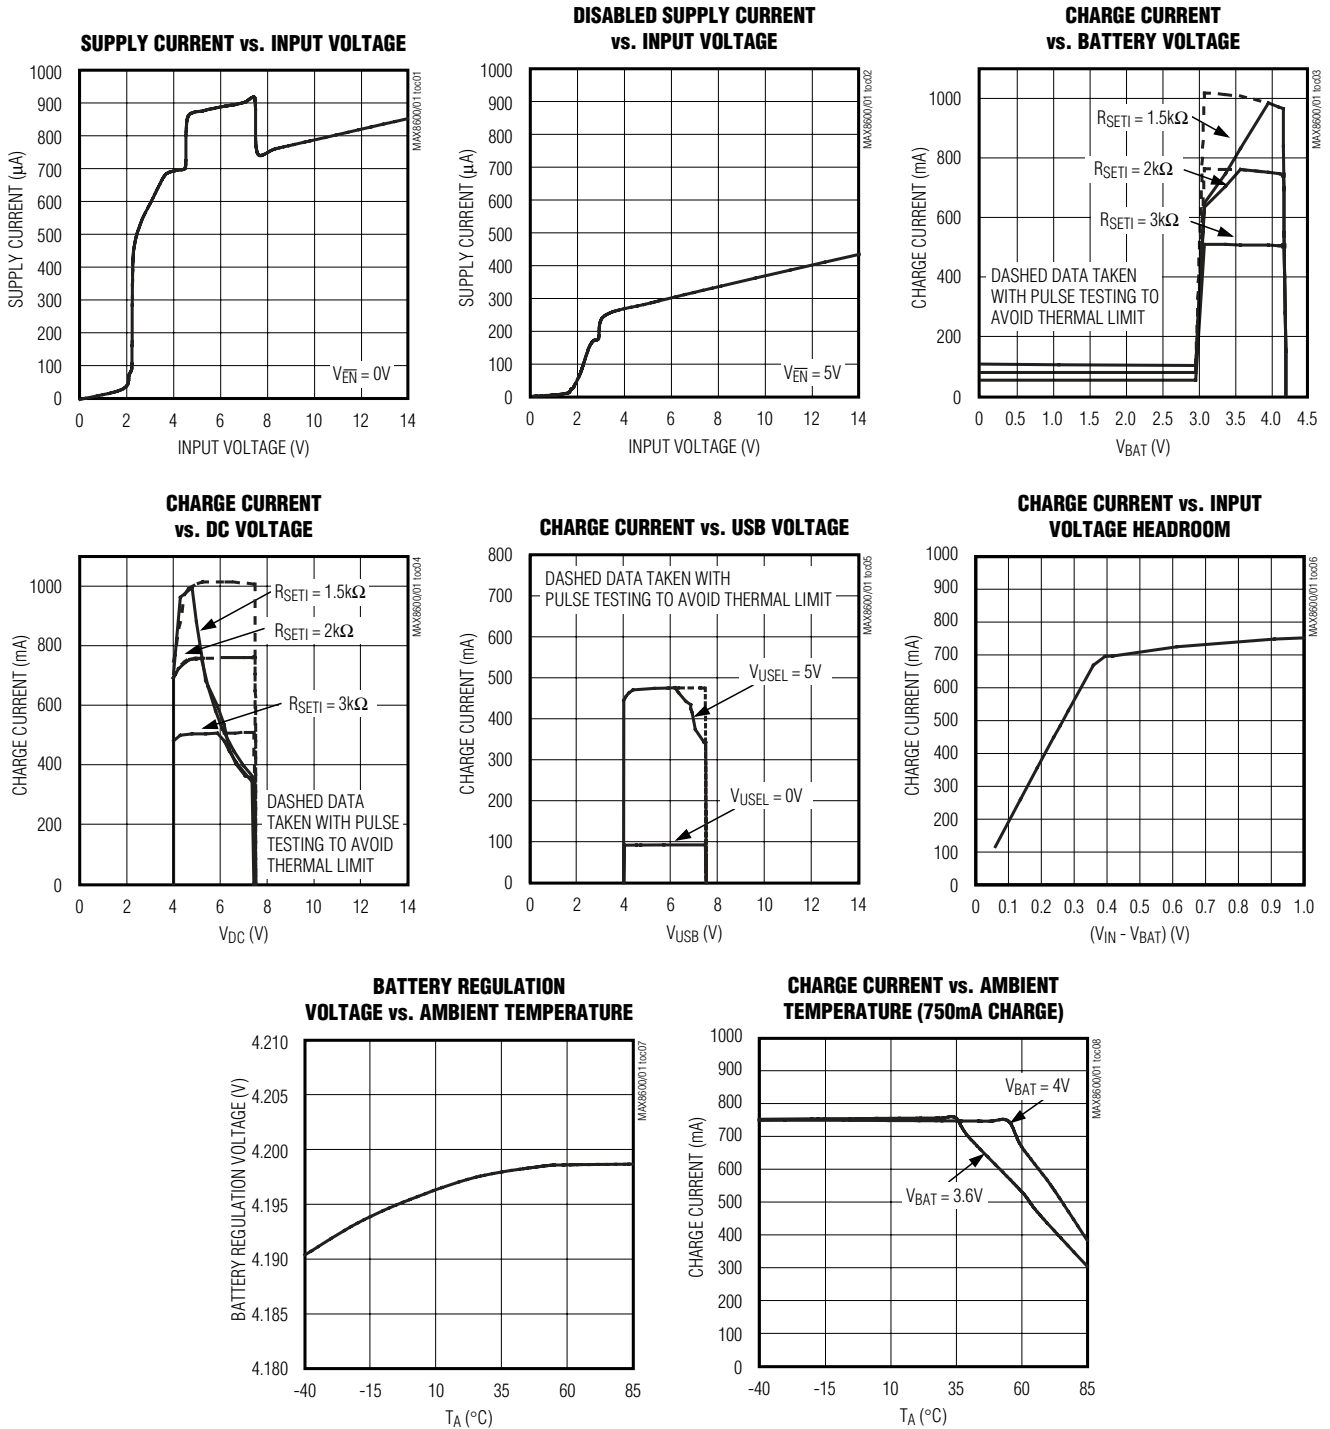 SUPPLY CURRENT vs. INPUT VOLTAGE
1000
900
800
700
600
500
400
300
200
100
0
SUPPLY CURRENT (µA)
MAX8600/01 toc01
VEN = 0V
0 2 4 6 8 10 12 14
INPUT VOLTAGE (V)
DISABLED SUPPLY CURRENT
vs. INPUT VOLTAGE
1000
900
800
700
600
500
400
300
200
100
0
SUPPLY CURRENT (µA)
MAX8600/01 toc02
VEN = 5V
0 2 4 6 8 10 12 14
INPUT VOLTAGE (V)
CHARGE CURRENT
vs. BATTERY VOLTAGE
1000
800
600
400
200
0
CHARGE CURRENT (mA)
MAX8600/01 toc03
RSETI = 1.5kΩ
RSETI = 2kΩ
RSETI = 3kΩ
DASHED DATA TAKEN
WITH PULSE TESTING TO
AVOID THERMAL LIMIT
0 0.5 1.0 1.5 2.0 2.5 3.0 3.5 4.0 4.5
VBAT (V)
CHARGE CURRENT
vs. DC VOLTAGE
1000
800
600
400
200
0
CHARGE CURRENT (mA)
MAX8600/01 toc04
RSETI = 1.5kΩ
RSETI = 2kΩ
RSETI = 3kΩ
DASHED DATA
TAKEN WITH PULSE
TESTING TO AVOID
THERMAL LIMIT
0 2 4 6 8 10 12 14
VDC (V)
CHARGE CURRENT vs. USB VOLTAGE
800
700
600
500
400
300
200
100
0
CHARGE CURRENT (mA)
MAX8600/01 toc05
DASHED DATA TAKEN WITH
PULSE TESTING TO AVOID THERMAL LIMIT
VUSEL = 5V
VUSEL = 0V
0 2 4 6 8 10 12 14
VUSB (V)
CHARGE CURRENT vs. INPUT
VOLTAGE HEADROOM
1000
900
800
700
600
500
400
300
200
100
0
CHARGE CURRENT (mA)
MAX8600/01 toc06
0 0.1 0.2 0.3 0.4 0.5 0.6 0.7 0.8 0.9 1.0
(VIN - VBAT) (V)
BATTERY REGULATION
VOLTAGE vs. AMBIENT TEMPERATURE
4.210
4.205
4.200
4.195
4.190
4.185
4.180
BATTERY REGULATION VOLTAGE (V)
MAX8600/01 toc07
-40 -15 10 35 60 85
TA (°C)
CHARGE CURRENT vs. AMBIENT
TEMPERATURE (750mA CHARGE)
1000
900
800
700
600
500
400
300
200
100
0
CHARGE CURRENT (mA)
MAX8600/01 toc08
VBAT = 4V
VBAT = 3.6V
-40 -15 10 35 60 85
TA (°C)